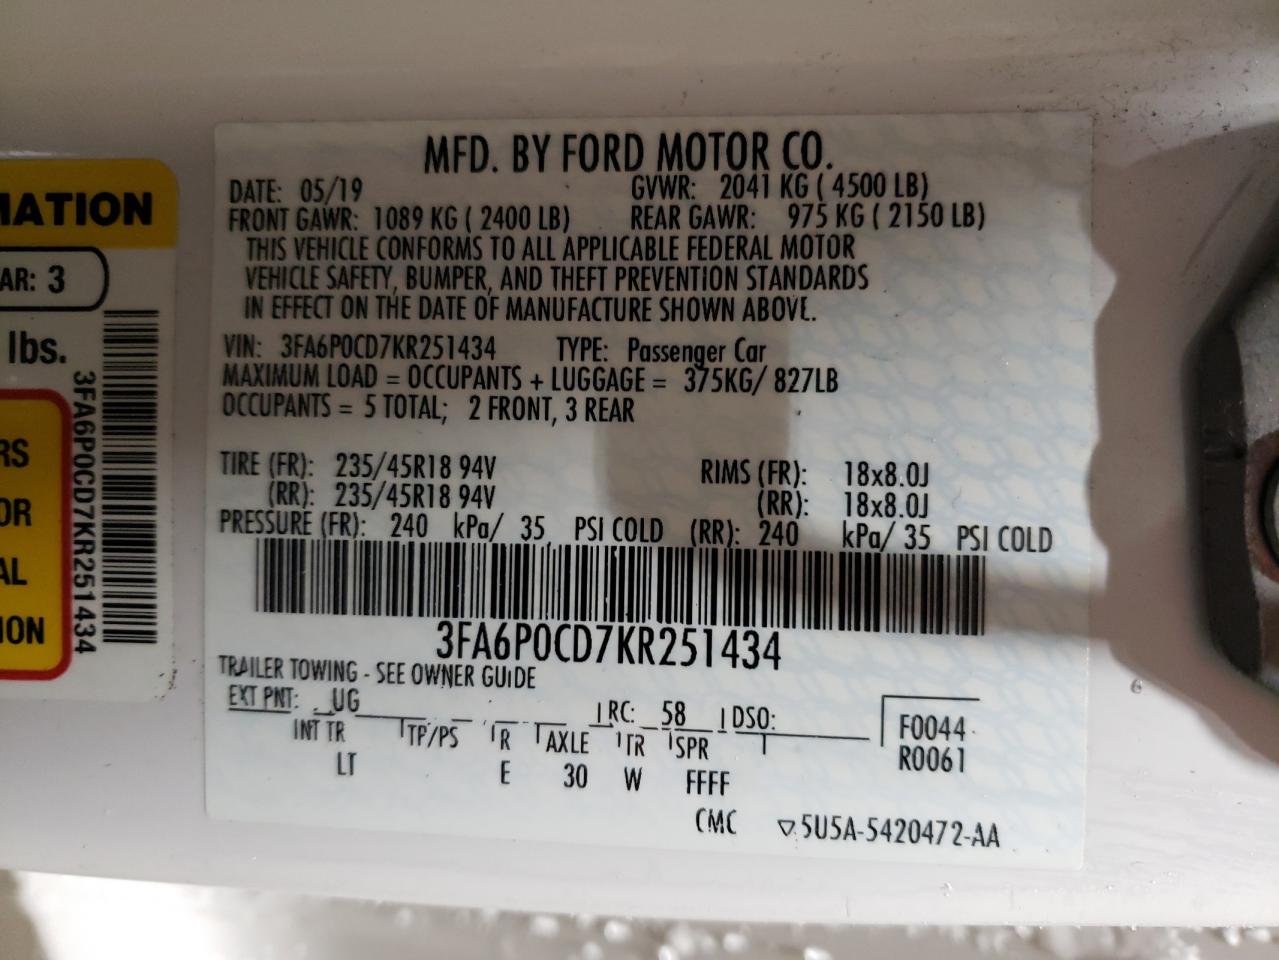 MFD. BY FORD MOTOR CO.
DATE: 05/19 GVWR: 2041 KG ( 4500 LB)
FRONT GAWR: 1089 KG ( 2400 LB) REAR GAWR: 975 KG ( 2150 LB)
THIS VEHICLE CONFORMS TO ALL APPLICABLE FEDERAL MOTOR
VEHICLE SAFETY, BUMPER, AND THEFT PREVENTION STANDARDS
IN EFFECT ON THE DATE OF MANUFACTURE SHOWN ABOVE.
VIN: 3FA6P0CD7KR251434 TYPE: Passenger Car
MAXIMUM LOAD = OCCUPANTS + LUGGAGE = 375KG/ 827LB
OCCUPANTS = 5 TOTAL; 2 FRONT, 3 REAR
TIRE (FR): 235/45R18 94V RIMS (FR): 18x8.0J
(RR): 235/45R18 94V (RR): 18x8.0J
PRESSURE (FR): 240 kPa/ 35 PSI COLD (RR): 240 kPa/ 35 PSI COLD
3FA6P0CD7KR251434
TRAILER TOWING - SEE OWNER GUIDE
EXT PNT: UG RC: 58 DSO:
INT TR TP/PS R AXLE TR SPR
LT E 30 W FFFF
F0044
R0061
CMC ▽5U5A-5420472-AA
MATION
AR: 3
lbs.
3FA6P0CD7KR251434
RS
OR
AL
ION